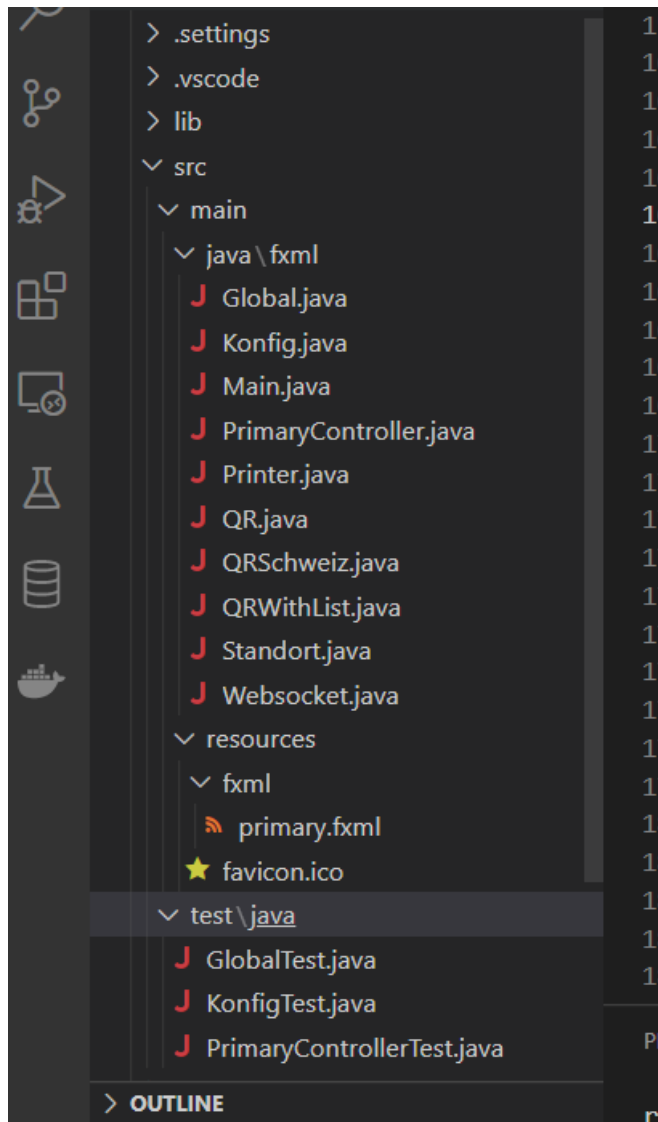 .settings
.vscode
lib
src
main
java\fxml
Global.java
Konfig.java
Main.java
PrimaryController.java
Printer.java
QR.java
QRSchweiz.java
QRWithList.java
Standort.java
Websocket.java
resources
fxml
primary.fxml
favicon.ico
test\java
GlobalTest.java
KonfigTest.java
PrimaryControllerTest.java
OUTLINE